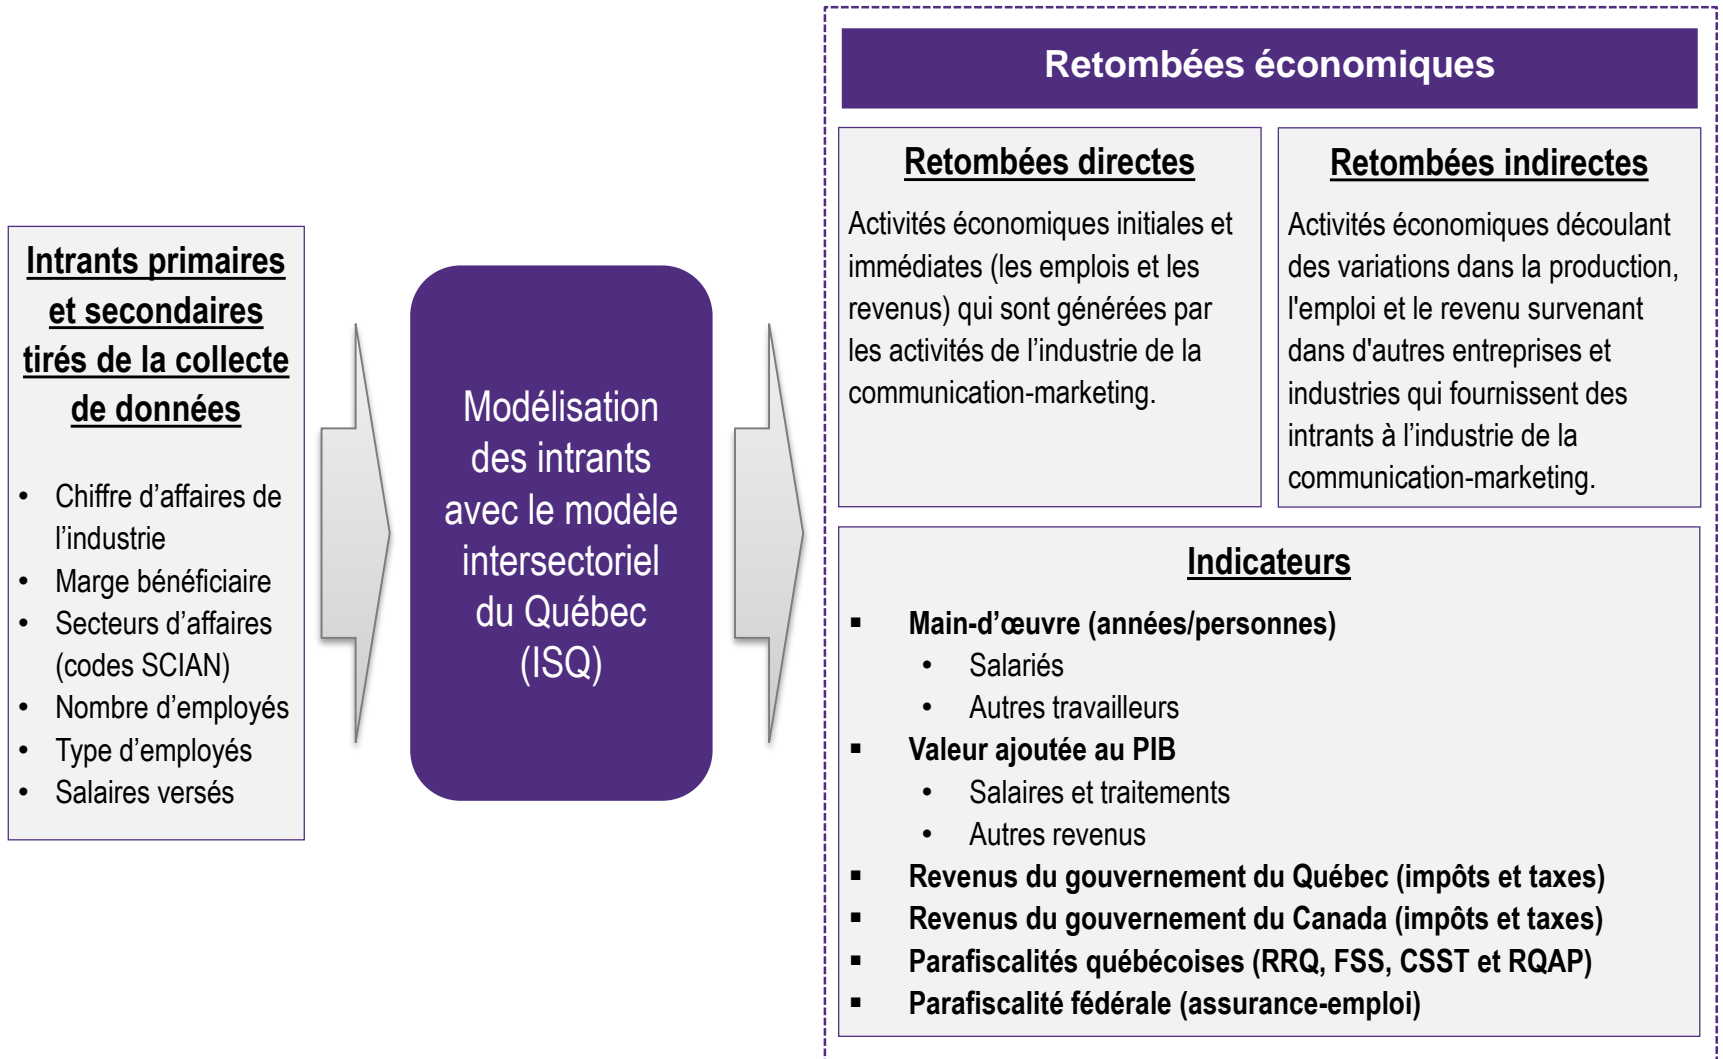 Intrants primaires
et secondaires
tirés de la collecte
de données
• Chiffre d’affaires de
l’industrie
• Marge bénéficiaire
• Secteurs d’affaires
(codes SCIAN)
• Nombre d’employés
• Type d’employés
• Salaires versés
Modélisation
des intrants
avec le modèle
intersectoriel
du Québec
(ISQ)
Retombées économiques
Retombées directes
Activités économiques initiales et
immédiates (les emplois et les
revenus) qui sont générées par
les activités de l’industrie de la
communication-marketing.
Retombées indirectes
Activités économiques découlant
des variations dans la production,
l'emploi et le revenu survenant
dans d'autres entreprises et
industries qui fournissent des
intrants à l’industrie de la
communication-marketing.
Indicateurs
▪ Main-d’œuvre (années/personnes)
• Salariés
• Autres travailleurs
▪ Valeur ajoutée au PIB
• Salaires et traitements
• Autres revenus
▪ Revenus du gouvernement du Québec (impôts et taxes)
▪ Revenus du gouvernement du Canada (impôts et taxes)
▪ Parafiscalités québécoises (RRQ, FSS, CSST et RQAP)
▪ Parafiscalité fédérale (assurance-emploi)